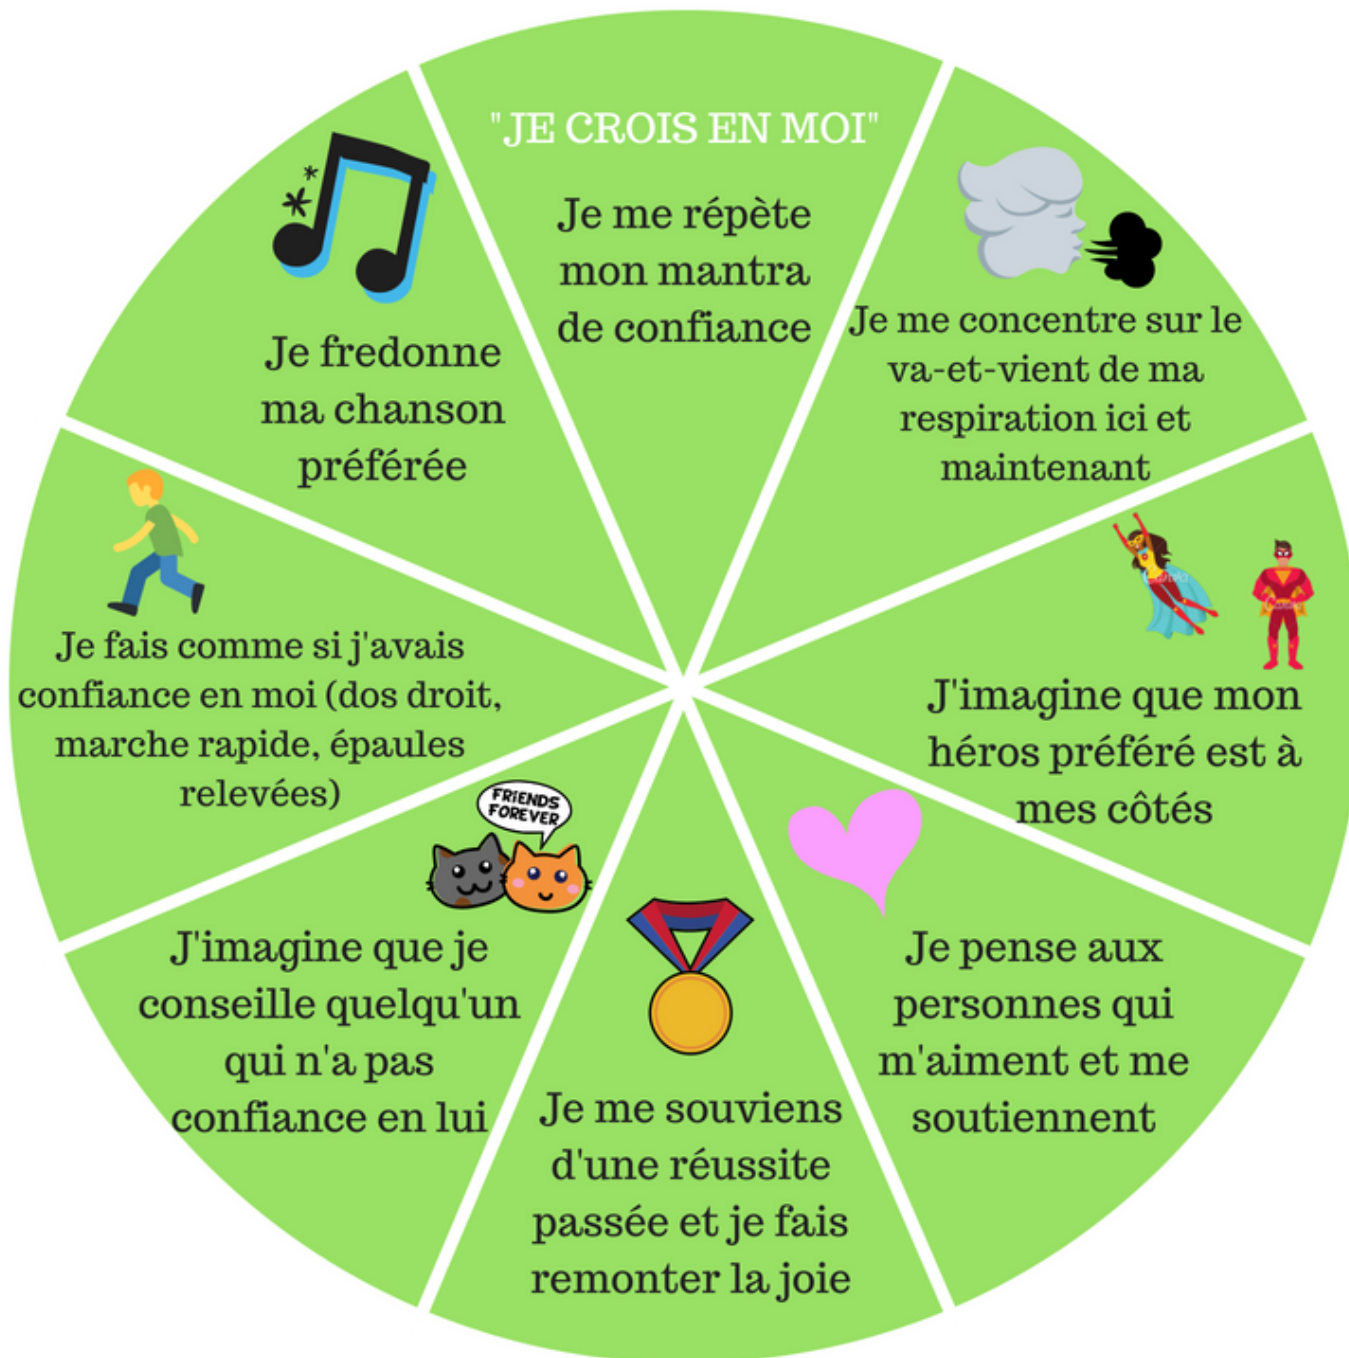 "JE CROIS EN MOI"
Je me répète
mon mantra
de confiance
Je me concentre sur le
va-et-vient de ma
respiration ici et
maintenant
J'imagine que mon
héros préféré est à
mes côtés
Je pense aux
personnes qui
m'aiment et me
soutiennent
Je me souviens
d'une réussite
passée et je fais
remonter la joie
FRIENDS
FOREVER
J'imagine que je
conseille quelqu'un
qui n'a pas
confiance en lui
Je fais comme si j'avais
confiance en moi (dos droit,
marche rapide, épaules
relevées)
Je fredonne
ma chanson
préférée